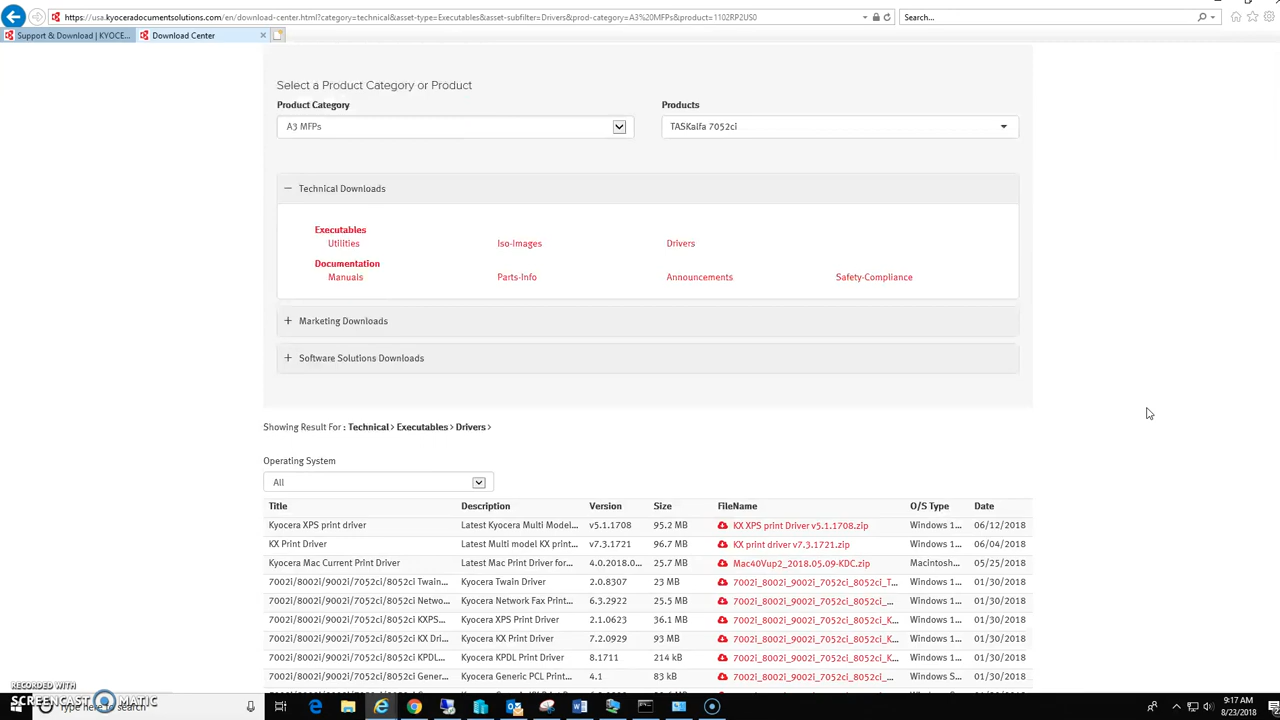 https://usa.kyoceradocumentsolutions.com/en/download-center.html?category=technical&asset-type=Executables&asset-subfilter=Drivers&prod-category=A3%20MFPs&product=1102RP2US0
Search...
Support & Download | KYOCE...
Download Center
Select a Product Category or Product
Product Category
Products
A3 MFPs
TASKalfa 7052ci
Technical Downloads
Executables
Utilities
Iso-Images
Drivers
Documentation
Manuals
Parts-Info
Announcements
Safety-Compliance
Marketing Downloads
Software Solutions Downloads
Showing Result For : Technical > Executables > Drivers >
Operating System
All
Title Description Version Size FileName O/S Type Date
Kyocera XPS print driver Latest Kyocera Multi Model... v5.1.1708 95.2 MB KX XPS print Driver v5.1.1708.zip Windows 1... 06/12/2018
KX Print Driver Latest Multi model KX print... v7.3.1721 96.7 MB KX print driver v7.3.1721.zip Windows 1... 06/04/2018
Kyocera Mac Current Print Driver Latest Mac Print Driver for... 4.0.2018.0... 25.7 MB Mac40Vup2_2018.05.09-KDC.zip Macintosh... 05/25/2018
7002i/8002i/9002i/7052ci/8052ci Twain... Kyocera Twain Driver 2.0.8307 23 MB 7002i_8002i_9002i_7052ci_8052ci_T... Windows 1... 01/30/2018
7002i/8002i/9002i/7052ci/8052ci Netwo... Kyocera Network Fax Print... 6.3.2922 25.5 MB 7002i_8002i_9002i_7052ci_8052ci_... Windows 1... 01/30/2018
7002i/8002i/9002i/7052ci/8052ci KXPS... Kyocera XPS Print Driver 2.1.0623 36.1 MB 7002i_8002i_9002i_7052ci_8052ci_K... Windows 1... 01/30/2018
7002i/8002i/9002i/7052ci/8052ci KX Dri... Kyocera KX Print Driver 7.2.0929 93 MB 7002i_8002i_9002i_7052ci_8052ci_K... Windows 1... 01/30/2018
7002i/8002i/9002i/7052ci/8052ci KPDL... Kyocera KPDL Print Driver 8.1711 214 kB 7002i_8002i_9002i_7052ci_8052ci_K... Windows 1... 01/30/2018
7002i/8002i/9002i/7052ci/8052ci Gener... Kyocera Generic PCL Print... 4.1 83 kB 7002i_8002i_9002i_7052ci_8052ci_... Windows S... 01/30/2018
RECORDED WITH
SCREENCAST MATIC
Type here to search
9:17 AM
8/23/2018